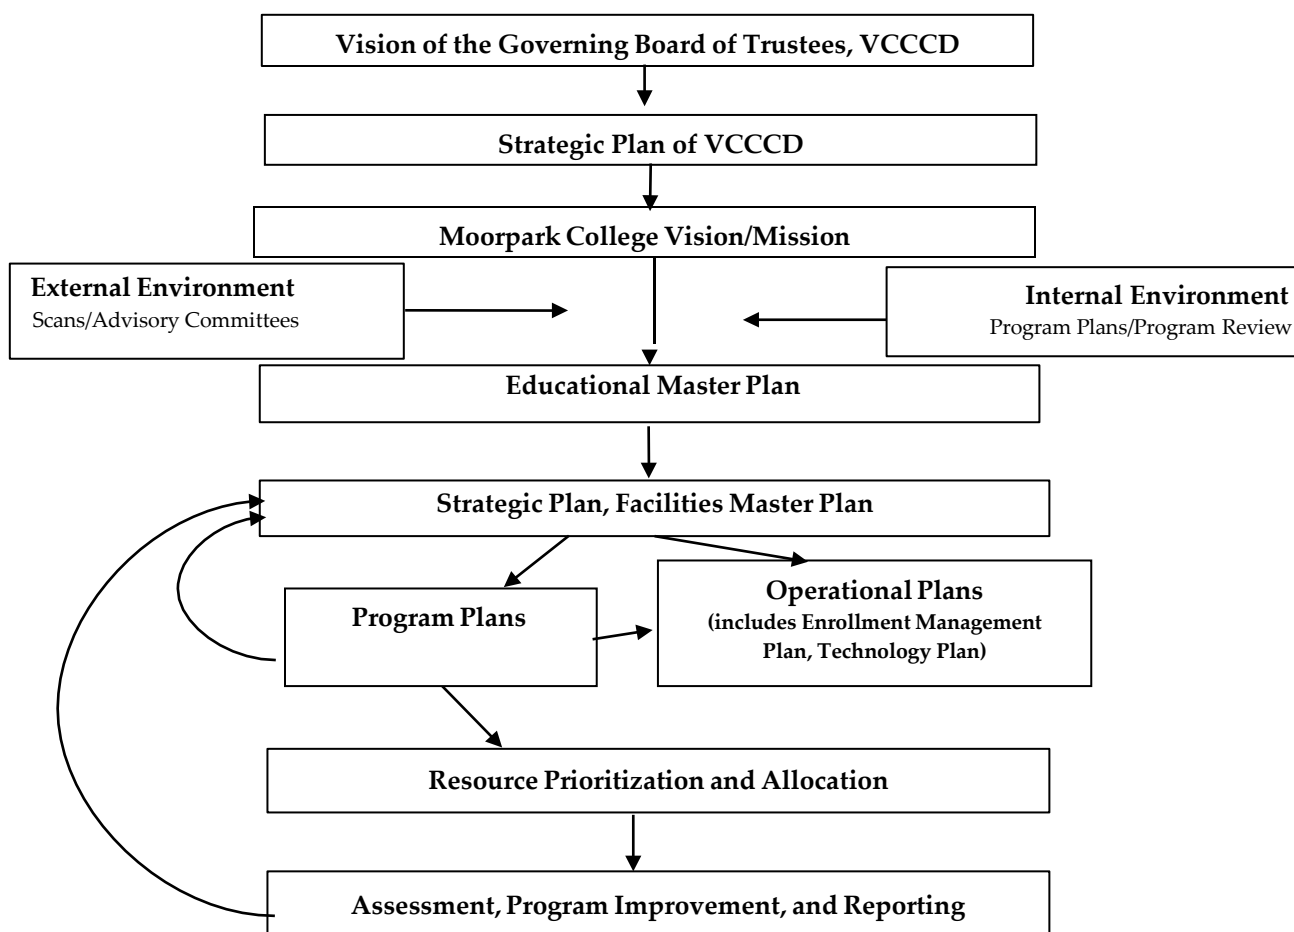 Vision of the Governing Board of Trustees, VCCCD
Strategic Plan of VCCCD
Moorpark College Vision/Mission
External Environment
Scans/Advisory Committees
Internal Environment
Program Plans/Program Review
Educational Master Plan
Strategic Plan, Facilities Master Plan
Program Plans
Operational Plans
(includes Enrollment Management
Plan, Technology Plan)
Resource Prioritization and Allocation
Assessment, Program Improvement, and Reporting